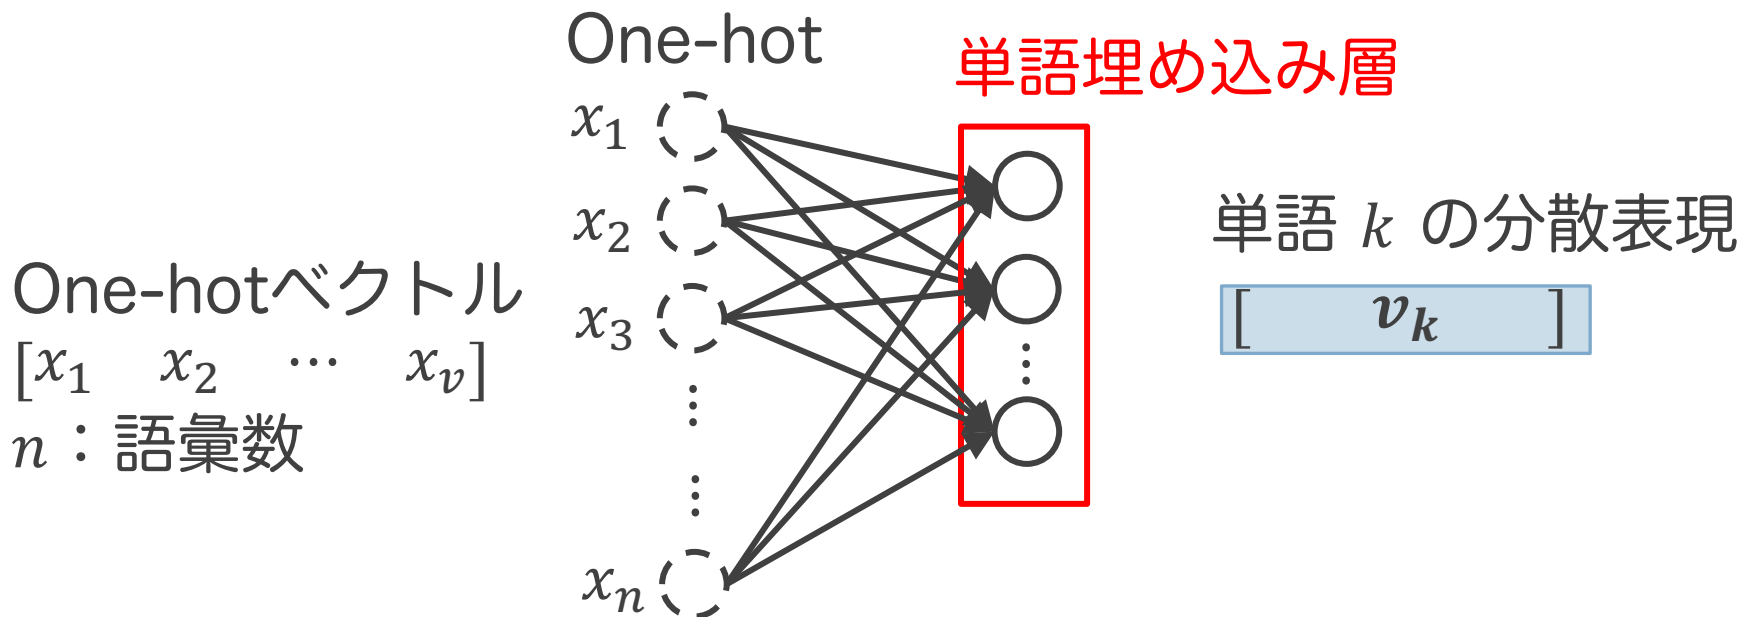 One-hotベクトル
[x₁ x₂ ⋯ xᵥ]
n：語彙数
One-hot
x₁
x₂
x₃
⋮
⋮
xₙ
単語埋め込み層
⋮
単語 k の分散表現
[ vₖ ]